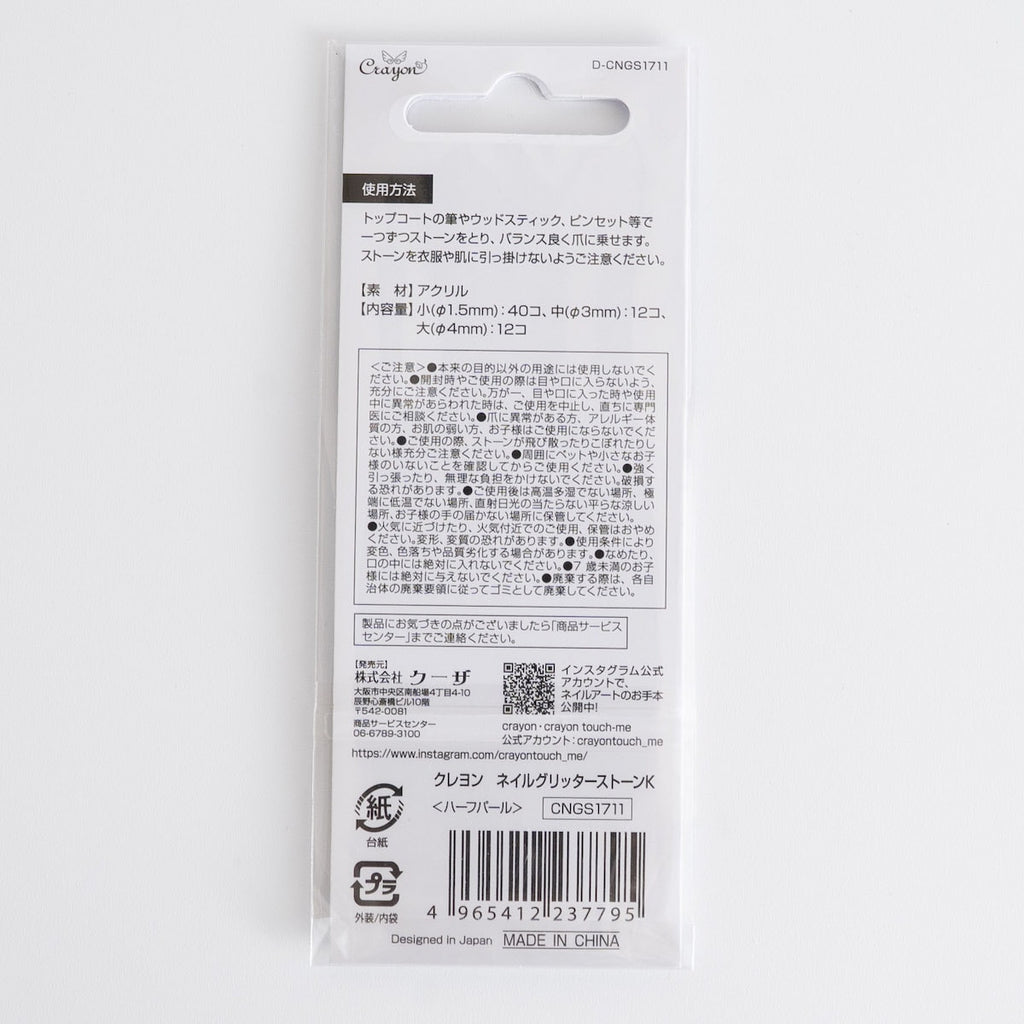 Crayon
D-CNGS1711
使用方法
トップコートの筆やウッドスティック、ピンセット等で
一つずつストーンをとり、バランス良く爪に乗せます。
ストーンを衣服や肌に引っ掛けないようご注意ください。
【素　材】アクリル
【内容量】小(φ1.5mm):40コ、中(φ3mm):12コ、
大(φ4mm):12コ
＜ご注意＞●本来の目的以外の用途には使用しないでく
ださい。●開封時やご使用の際は目や口に入らないよう、
充分にご注意ください。万が一、目や口に入った時や使用
中に異常があらわれた時は、ご使用を中止し、直ちに専門
医にご相談ください。●爪に異常がある方、アレルギー体
質の方、お肌の弱い方、お子様はご使用にならないでくだ
さい。●ご使用の際、ストーンが飛び散ったりこぼれたりし
ない様充分ご注意ください。●周囲にペットや小さなお子
様のいないことを確認してからご使用ください。●強く
引っ張ったり、無理な負担をかけないでください。破損す
る恐れがあります。●ご使用後は高温多湿でない場所、極
端に低温でない場所、直射日光の当たらない平らな涼しい
場所、お子様の手の届かない場所に保管してください。
●火気に近づけたり、火気付近でのご使用、保管はおやめ
ください。変形、変質の恐れがあります。●使用条件により
変色、色落ちや品質劣化する場合があります。●なめたり、
口の中には絶対に入れないでください。●7 歳未満のお子
様には絶対に与えないでください。●廃棄する際は、各自
治体の廃棄要領に従ってゴミとして廃棄してください。
製品にお気づきの点がございましたら「商品サービス
センター」までご連絡ください。
【発売元】
株式会社 クーザ
大阪市中央区南船場4丁目4-10
辰野心斎橋ビル10階
〒542-0081
商品サービスセンター
06-6789-3100
インスタグラム公式
アカウントで、
ネイルアートのお手本
公開中!
crayon・crayon touch-me
公式アカウント:crayontouch_me
https://www.instagram.com/crayontouch_me/
クレヨン　ネイルグリッターストーンK
＜ハーフパール＞ CNGS1711
紙
台紙
プラ
外装/内袋
4 965412 237795
Designed in Japan MADE IN CHINA